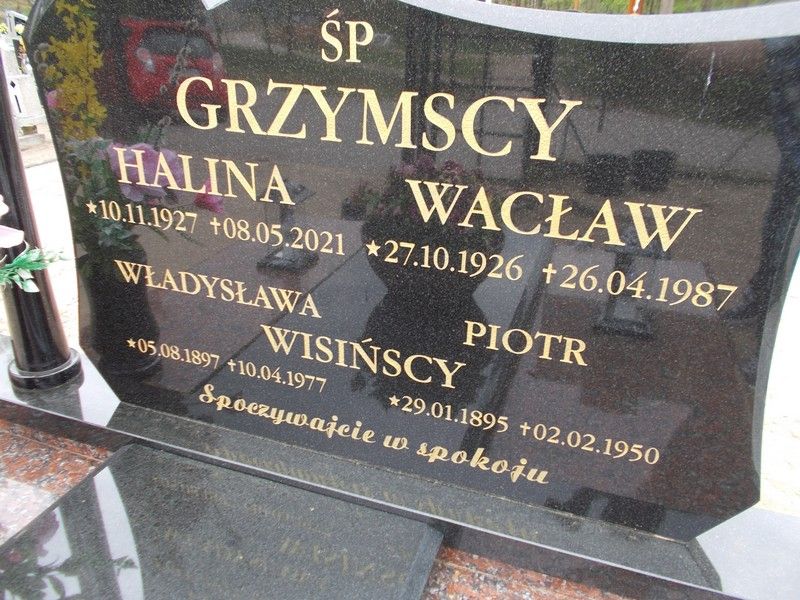 ŚP
GRZYMSCY
HALINA WACŁAW
★10.11.1927 †08.05.2021 ★27.10.1926 †26.04.1987
WŁADYSŁAWA PIOTR
WISIŃSCY
★05.08.1897 †10.04.1977 ★29.01.1895 †02.02.1950
Spoczywajcie w spokoju